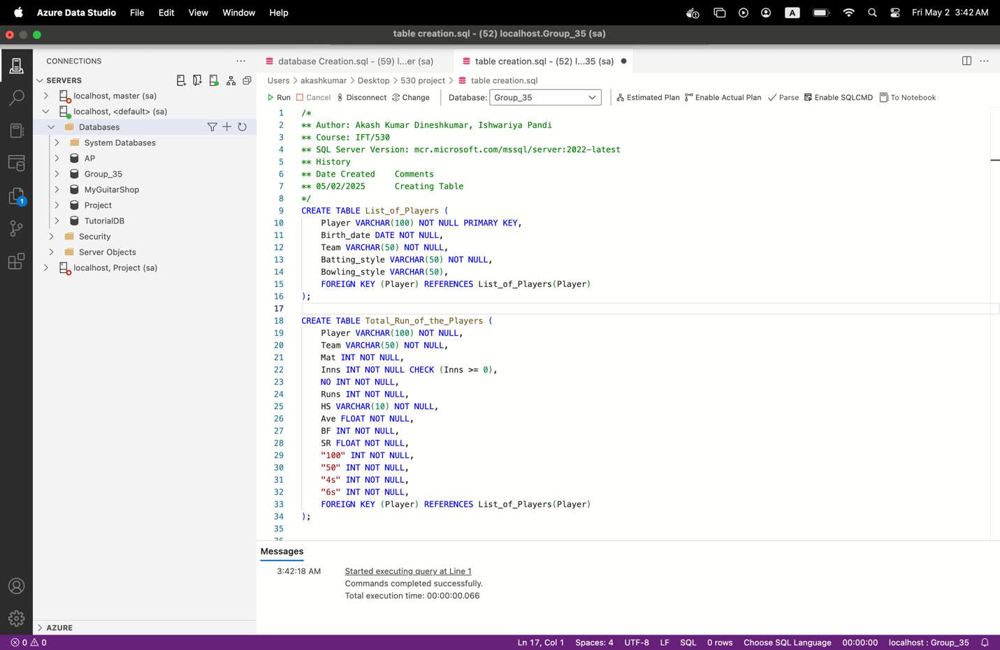 Azure Data Studio File Edit View Window Help
A Fri May 2 3:42 AM
table creation.sql - (52) localhost.Group_35 (sa)
CONNECTIONS
SERVERS
localhost, master (sa)
localhost, <default> (sa)
Databases
System Databases
AP
Group_35
MyGuitarShop
Project
TutorialDB
Security
Server Objects
localhost, Project (sa)
1
AZURE
database Creation.sql - (59) l...er (sa)
table creation.sql - (52) l...35 (sa)
Users > akashkumar > Desktop > 530 project > table creation.sql
Run Cancel Disconnect Change Database: Group_35 Estimated Plan Enable Actual Plan Parse Enable SQLCMD To Notebook
1 /*
2 ** Author: Akash Kumar Dineshkumar, Ishwariya Pandi
3 ** Course: IFT/530
4 ** SQL Server Version: mcr.microsoft.com/mssql/server:2022-latest
5 ** History
6 ** Date Created    Comments
7 ** 05/02/2025      Creating Table
8 */
9 CREATE TABLE List_of_Players (
10     Player VARCHAR(100) NOT NULL PRIMARY KEY,
11     Birth_date DATE NOT NULL,
12     Team VARCHAR(50) NOT NULL,
13     Batting_style VARCHAR(50) NOT NULL,
14     Bowling_style VARCHAR(50),
15     FOREIGN KEY (Player) REFERENCES List_of_Players(Player)
16 );
17
18 CREATE TABLE Total_Run_of_the_Players (
19     Player VARCHAR(100) NOT NULL,
20     Team VARCHAR(50) NOT NULL,
21     Mat INT NOT NULL,
22     Inns INT NOT NULL CHECK (Inns >= 0),
23     NO INT NOT NULL,
24     Runs INT NOT NULL,
25     HS VARCHAR(10) NOT NULL,
26     Ave FLOAT NOT NULL,
27     BF INT NOT NULL,
28     SR FLOAT NOT NULL,
29     "100" INT NOT NULL,
30     "50" INT NOT NULL,
31     "4s" INT NOT NULL,
32     "6s" INT NOT NULL,
33     FOREIGN KEY (Player) REFERENCES List_of_Players(Player)
34 );
35
36
Messages
3:42:18 AM Started executing query at Line 1
Commands completed successfully.
Total execution time: 00:00:00.066
0 0 Ln 17, Col 1 Spaces: 4 UTF-8 LF SQL 0 rows Choose SQL Language 00:00:00 localhost : Group_35